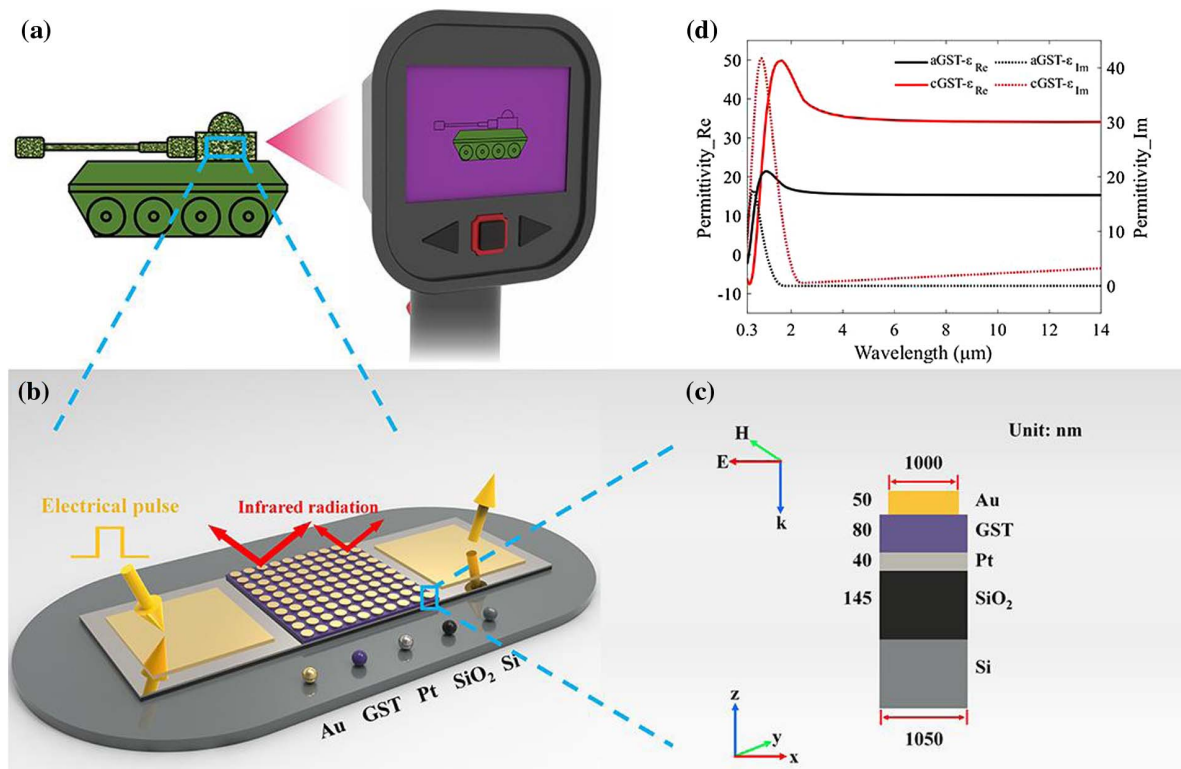 (a)
(d)
50
40
30
20
10
0
-10
40
30
20
10
0
Permittivity_Re
Permittivity_Im
aGST-εRe
aGST-εIm
cGST-εRe
cGST-εIm
0.3 2 4 6 8 10 12 14
Wavelength (μm)
(b)
Electrical pulse
Infrared radiation
Au GST Pt SiO2 Si
(c)
H
E
k
Unit: nm
1000
50 Au
80 GST
40 Pt
145 SiO2
Si
1050
z
y
x